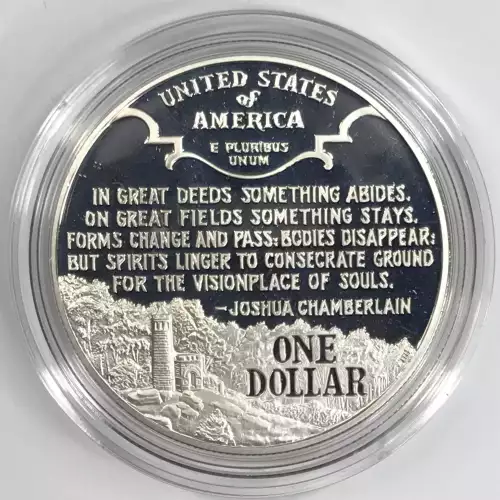 UNITED STATES
of
AMERICA
E PLURIBUS
UNUM
IN GREAT DEEDS SOMETHING ABIDES.
ON GREAT FIELDS SOMETHING STAYS.
FORMS CHANGE AND PASS; BODIES DISAPPEAR;
BUT SPIRITS LINGER TO CONSECRATE GROUND
FOR THE VISIONPLACE OF SOULS.
-JOSHUA CHAMBERLAIN
ONE
DOLLAR